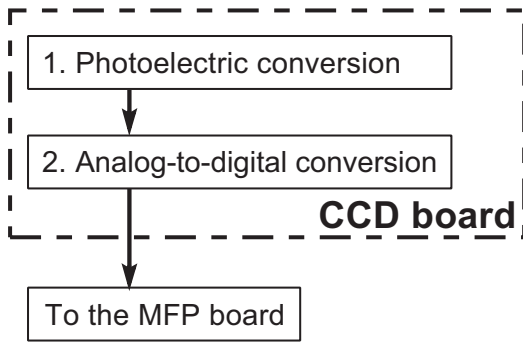 1. Photoelectric conversion
2. Analog-to-digital conversion
CCD board
To the MFP board